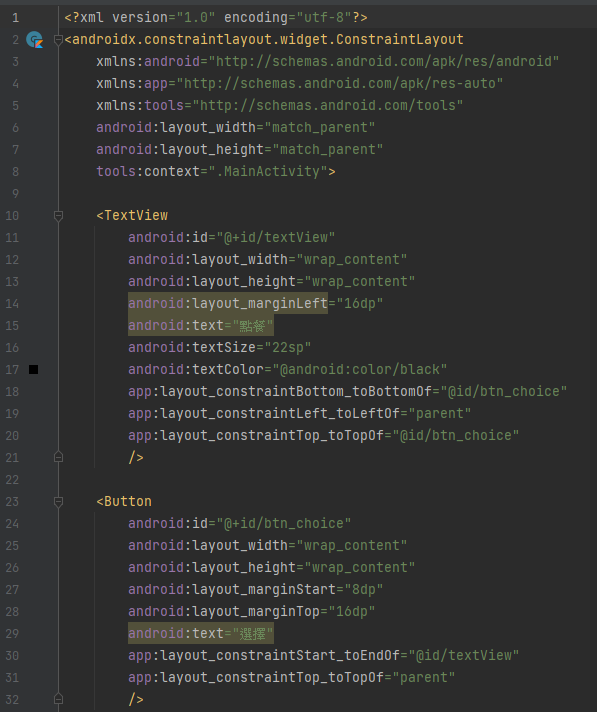 1 <?xml version="1.0" encoding="utf-8"?>
2 <androidx.constraintlayout.widget.ConstraintLayout
3 xmlns:android="http://schemas.android.com/apk/res/android"
4 xmlns:app="http://schemas.android.com/apk/res-auto"
5 xmlns:tools="http://schemas.android.com/tools"
6 android:layout_width="match_parent"
7 android:layout_height="match_parent"
8 tools:context=".MainActivity">
9
10 <TextView
11 android:id="@+id/textView"
12 android:layout_width="wrap_content"
13 android:layout_height="wrap_content"
14 android:layout_marginLeft="16dp"
15 android:text="點餐"
16 android:textSize="22sp"
17 android:textColor="@android:color/black"
18 app:layout_constraintBottom_toBottomOf="@id/btn_choice"
19 app:layout_constraintLeft_toLeftOf="parent"
20 app:layout_constraintTop_toTopOf="@id/btn_choice"
21 />
22
23 <Button
24 android:id="@+id/btn_choice"
25 android:layout_width="wrap_content"
26 android:layout_height="wrap_content"
27 android:layout_marginStart="8dp"
28 android:layout_marginTop="16dp"
29 android:text="選擇"
30 app:layout_constraintStart_toEndOf="@id/textView"
31 app:layout_constraintTop_toTopOf="parent"
32 />